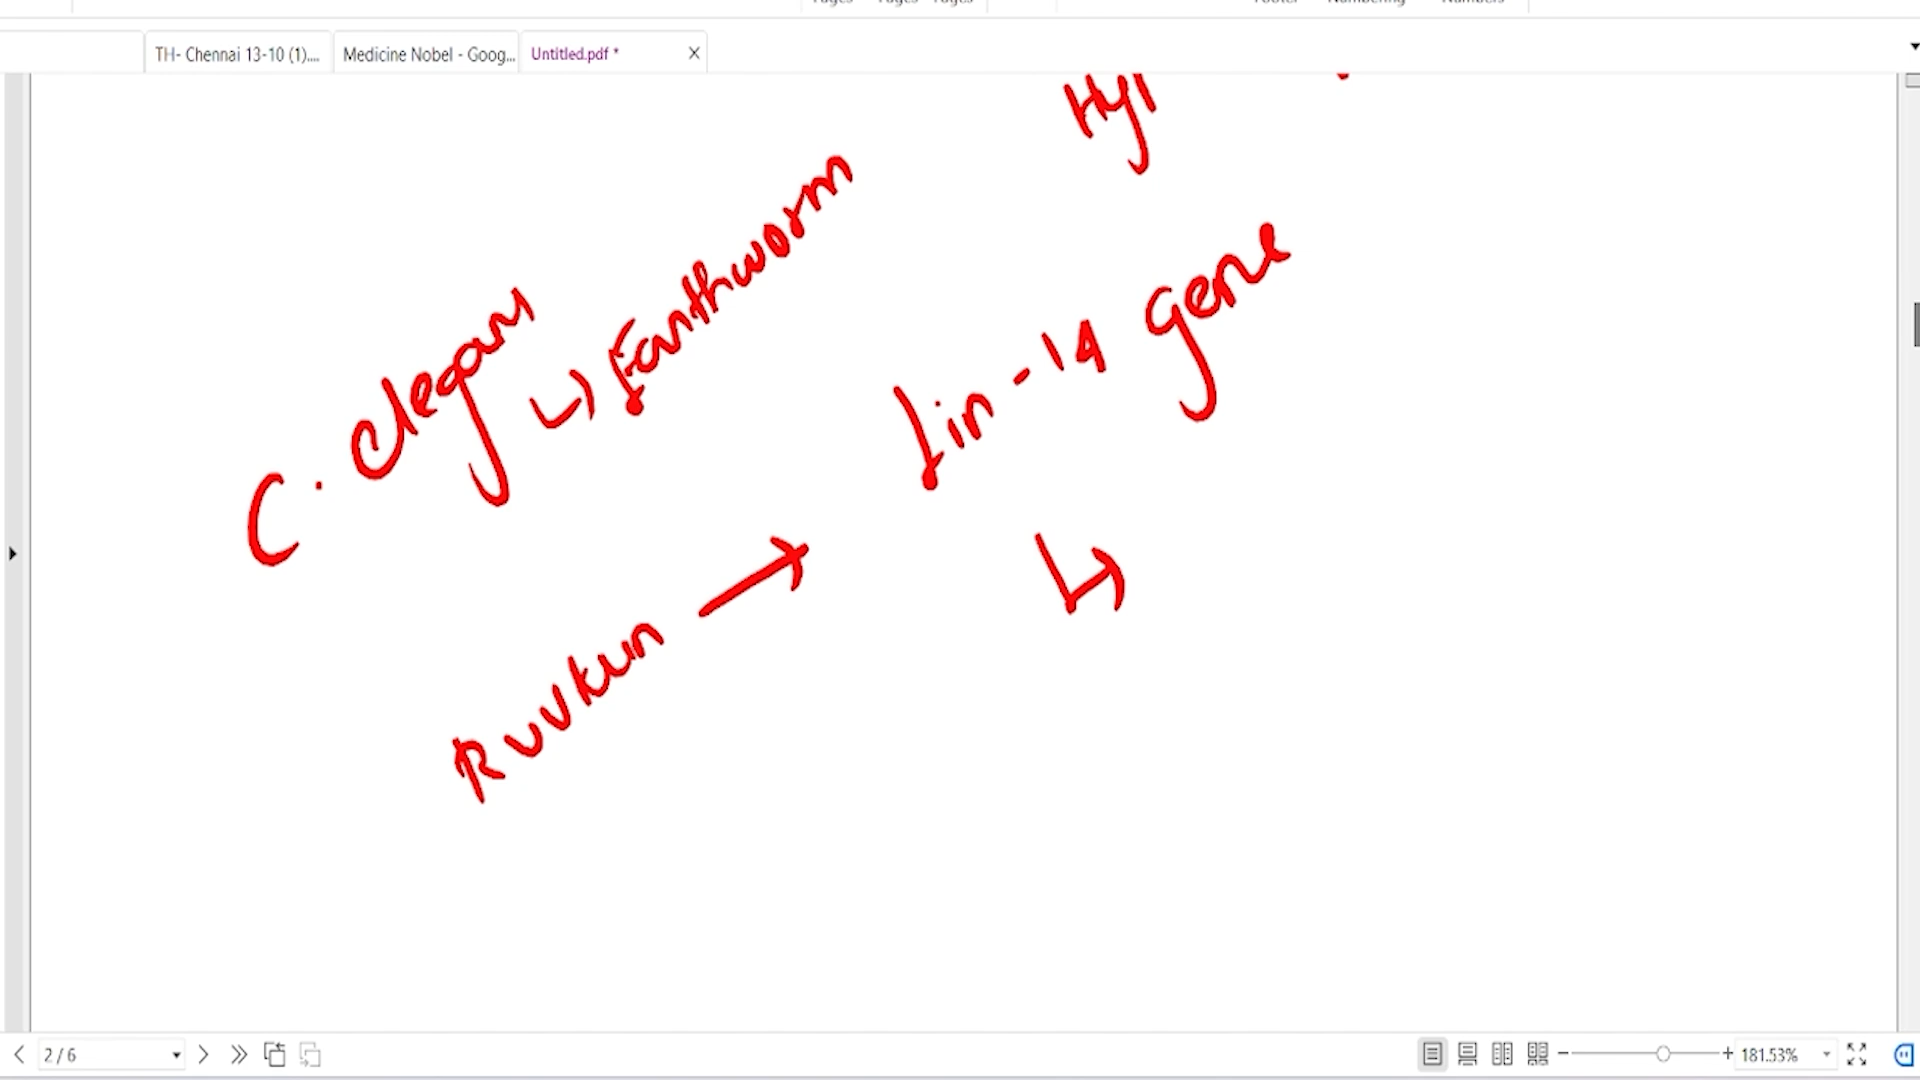 TH- Chennai 13-10 (1)....
Medicine Nobel - Goog...
Untitled.pdf *
Hy
C. elegans
Earthworm
Lin-14 gene
Ruvkun →
2 / 6
181.53%